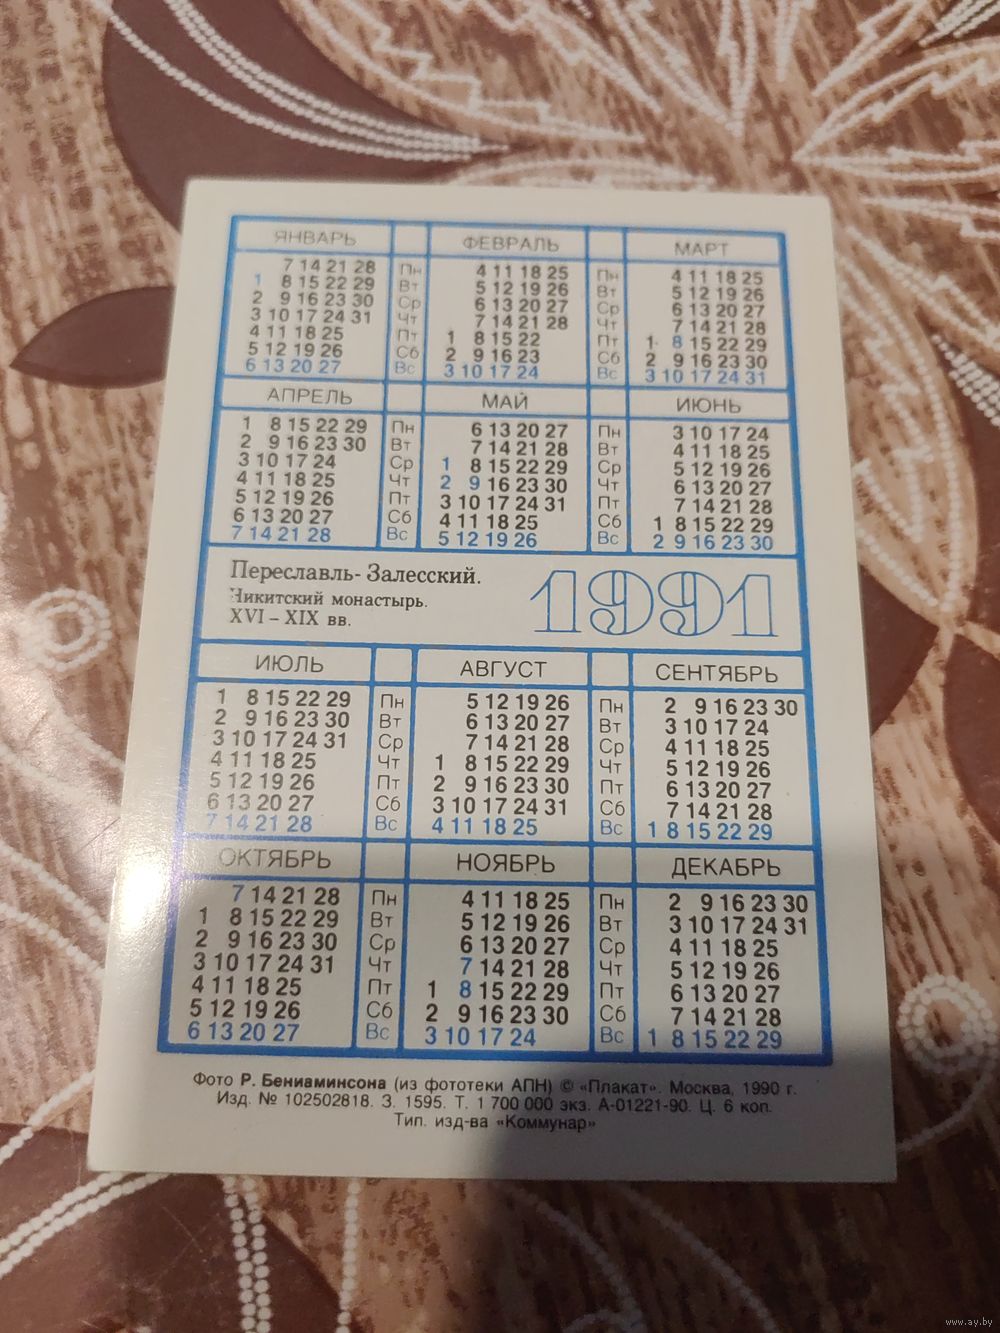 ЯНВАРЬ ФЕВРАЛЬ МАРТ
7 14 21 28 Пн 4 11 18 25 Пн 4 11 18 25
1 8 15 22 29 Вт 5 12 19 26 Вт 5 12 19 26
2 9 16 23 30 Ср 6 13 20 27 Ср 6 13 20 27
3 10 17 24 31 Чт 7 14 21 28 Чт 7 14 21 28
4 11 18 25 Пт 1 8 15 22 Пт 1 8 15 22 29
5 12 19 26 Сб 2 9 16 23 Сб 2 9 16 23 30
6 13 20 27 Вс 3 10 17 24 Вс 3 10 17 24 31
АПРЕЛЬ МАЙ ИЮНЬ
1 8 15 22 29 Пн 6 13 20 27 Пн 3 10 17 24
2 9 16 23 30 Вт 7 14 21 28 Вт 4 11 18 25
3 10 17 24 Ср 1 8 15 22 29 Ср 5 12 19 26
4 11 18 25 Чт 2 9 16 23 30 Чт 6 13 20 27
5 12 19 26 Пт 3 10 17 24 31 Пт 7 14 21 28
6 13 20 27 Сб 4 11 18 25 Сб 1 8 15 22 29
7 14 21 28 Вс 5 12 19 26 Вс 2 9 16 23 30
Переславль-Залесский.
Никитский монастырь.
XVI – XIX вв.
1991
ИЮЛЬ АВГУСТ СЕНТЯБРЬ
1 8 15 22 29 Пн 5 12 19 26 Пн 2 9 16 23 30
2 9 16 23 30 Вт 6 13 20 27 Вт 3 10 17 24
3 10 17 24 31 Ср 7 14 21 28 Ср 4 11 18 25
4 11 18 25 Чт 1 8 15 22 29 Чт 5 12 19 26
5 12 19 26 Пт 2 9 16 23 30 Пт 6 13 20 27
6 13 20 27 Сб 3 10 17 24 31 Сб 7 14 21 28
7 14 21 28 Вс 4 11 18 25 Вс 1 8 15 22 29
ОКТЯБРЬ НОЯБРЬ ДЕКАБРЬ
7 14 21 28 Пн 4 11 18 25 Пн 2 9 16 23 30
1 8 15 22 29 Вт 5 12 19 26 Вт 3 10 17 24 31
2 9 16 23 30 Ср 6 13 20 27 Ср 4 11 18 25
3 10 17 24 31 Чт 7 14 21 28 Чт 5 12 19 26
4 11 18 25 Пт 1 8 15 22 29 Пт 6 13 20 27
5 12 19 26 Сб 2 9 16 23 30 Сб 7 14 21 28
6 13 20 27 Вс 3 10 17 24 Вс 1 8 15 22 29
Фото Р. Бениаминсона (из фототеки АПН) © «Плакат». Москва, 1990 г.
Изд. № 102502818. З. 1595. Т. 1 700 000 экз. А-01221-90. Ц. 6 коп.
Тип. изд-ва «Коммунар»
www.ay.by